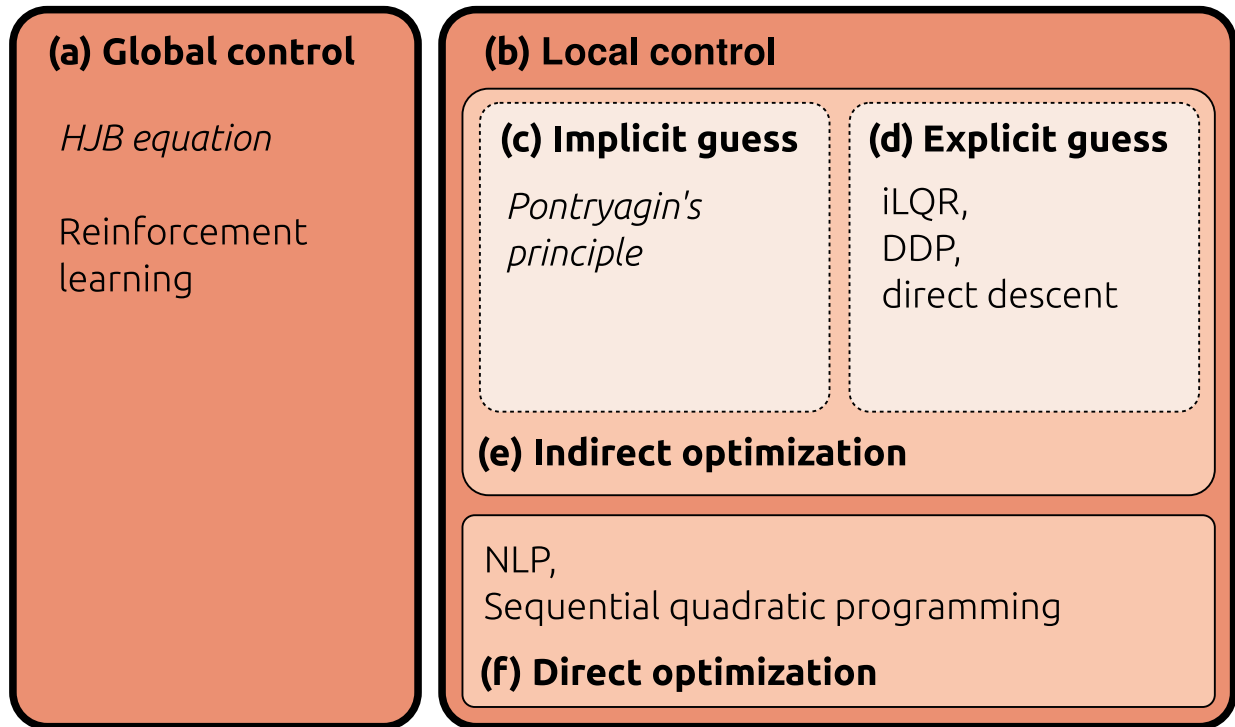 (a) Global control
HJB equation
Reinforcement
learning
(b) Local control
(c) Implicit guess
Pontryagin's
principle
(d) Explicit guess
iLQR,
DDP,
direct descent
(e) Indirect optimization
NLP,
Sequential quadratic programming
(f) Direct optimization